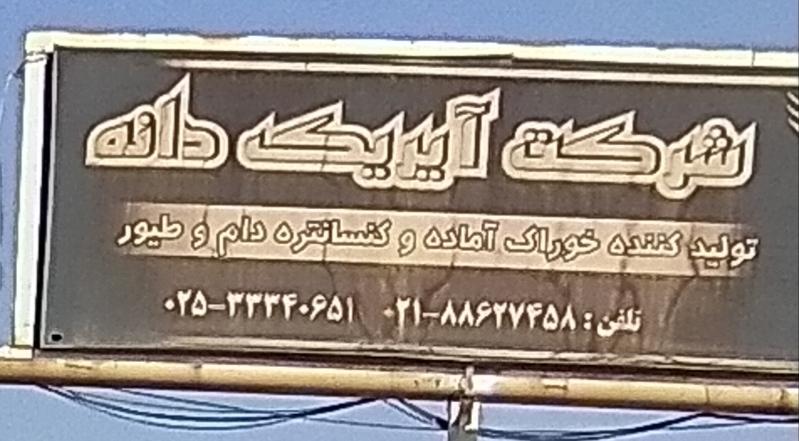 شرکت آیریک دانه
تولید کننده خوراک آماده و کنسانتره دام و طیور
تلفن: ۰۲۱-۸۸۶۲۷۴۵۸ ۰۲۵-۳۳۳۴۰۶۵۱